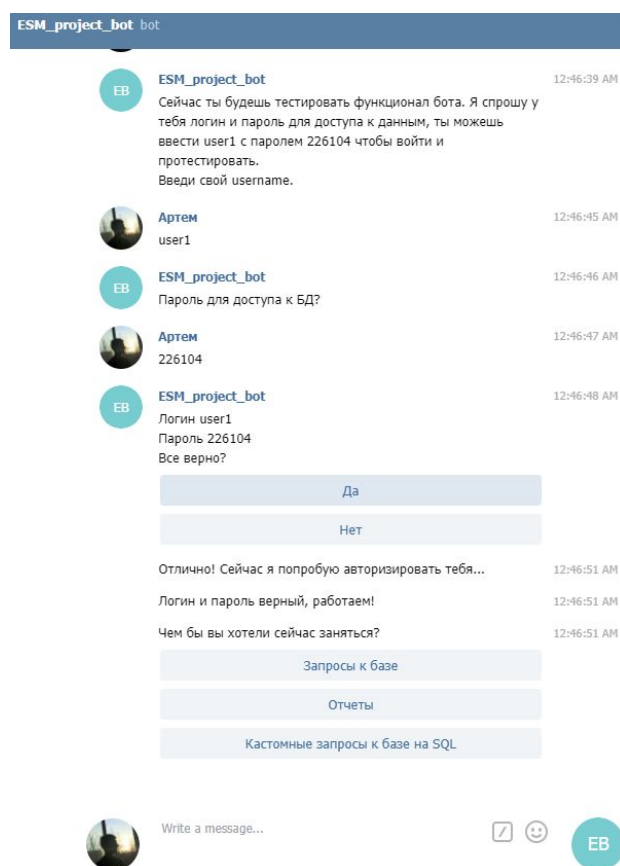 ESM_project_bot bot
ESM_project_bot 12:46:39 AM
EB
Сейчас ты будешь тестировать функционал бота. Я спрошу у
тебя логин и пароль для доступа к данным, ты можешь
ввести user1 с паролем 226104 чтобы войти и
протестировать.
Введи свой username.
Артем 12:46:45 AM
user1
ESM_project_bot 12:46:46 AM
EB
Пароль для доступа к БД?
Артем 12:46:47 AM
226104
ESM_project_bot 12:46:48 AM
EB
Логин user1
Пароль 226104
Все верно?
Да
Нет
Отлично! Сейчас я попробую авторизировать тебя... 12:46:51 AM
Логин и пароль верный, работаем! 12:46:51 AM
Чем бы вы хотели сейчас заняться? 12:46:51 AM
Запросы к базе
Отчеты
Кастомные запросы к базе на SQL
Write a message...
EB